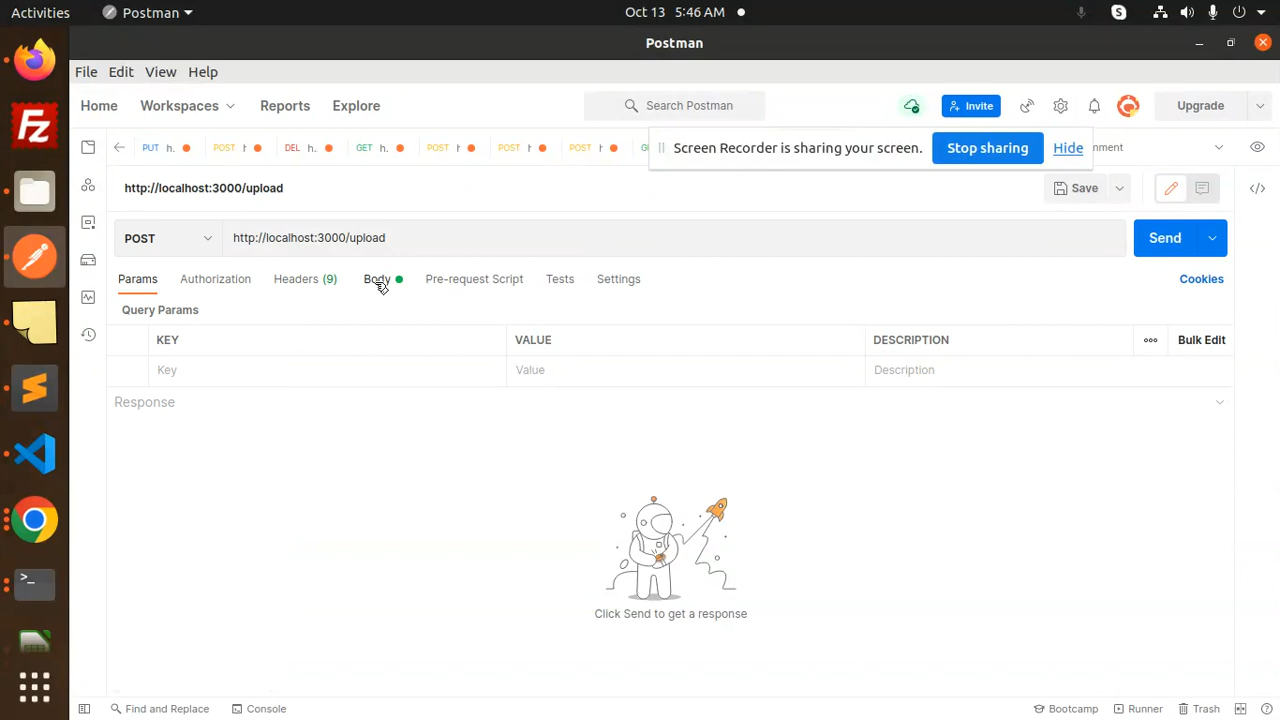 Activities Postman Oct 13 5:46 AM
Postman
File Edit View Help
Home Workspaces Reports Explore Search Postman Invite Upgrade
PUT h. POST h DEL h. GET h. POST h POST h POST h Screen Recorder is sharing your screen. Stop sharing Hide nment
http://localhost:3000/upload Save
POST http://localhost:3000/upload Send
Params Authorization Headers (9) Body Pre-request Script Tests Settings Cookies
Query Params
KEY VALUE DESCRIPTION Bulk Edit
Key Value Description
Response
Click Send to get a response
Find and Replace Console Bootcamp Runner Trash